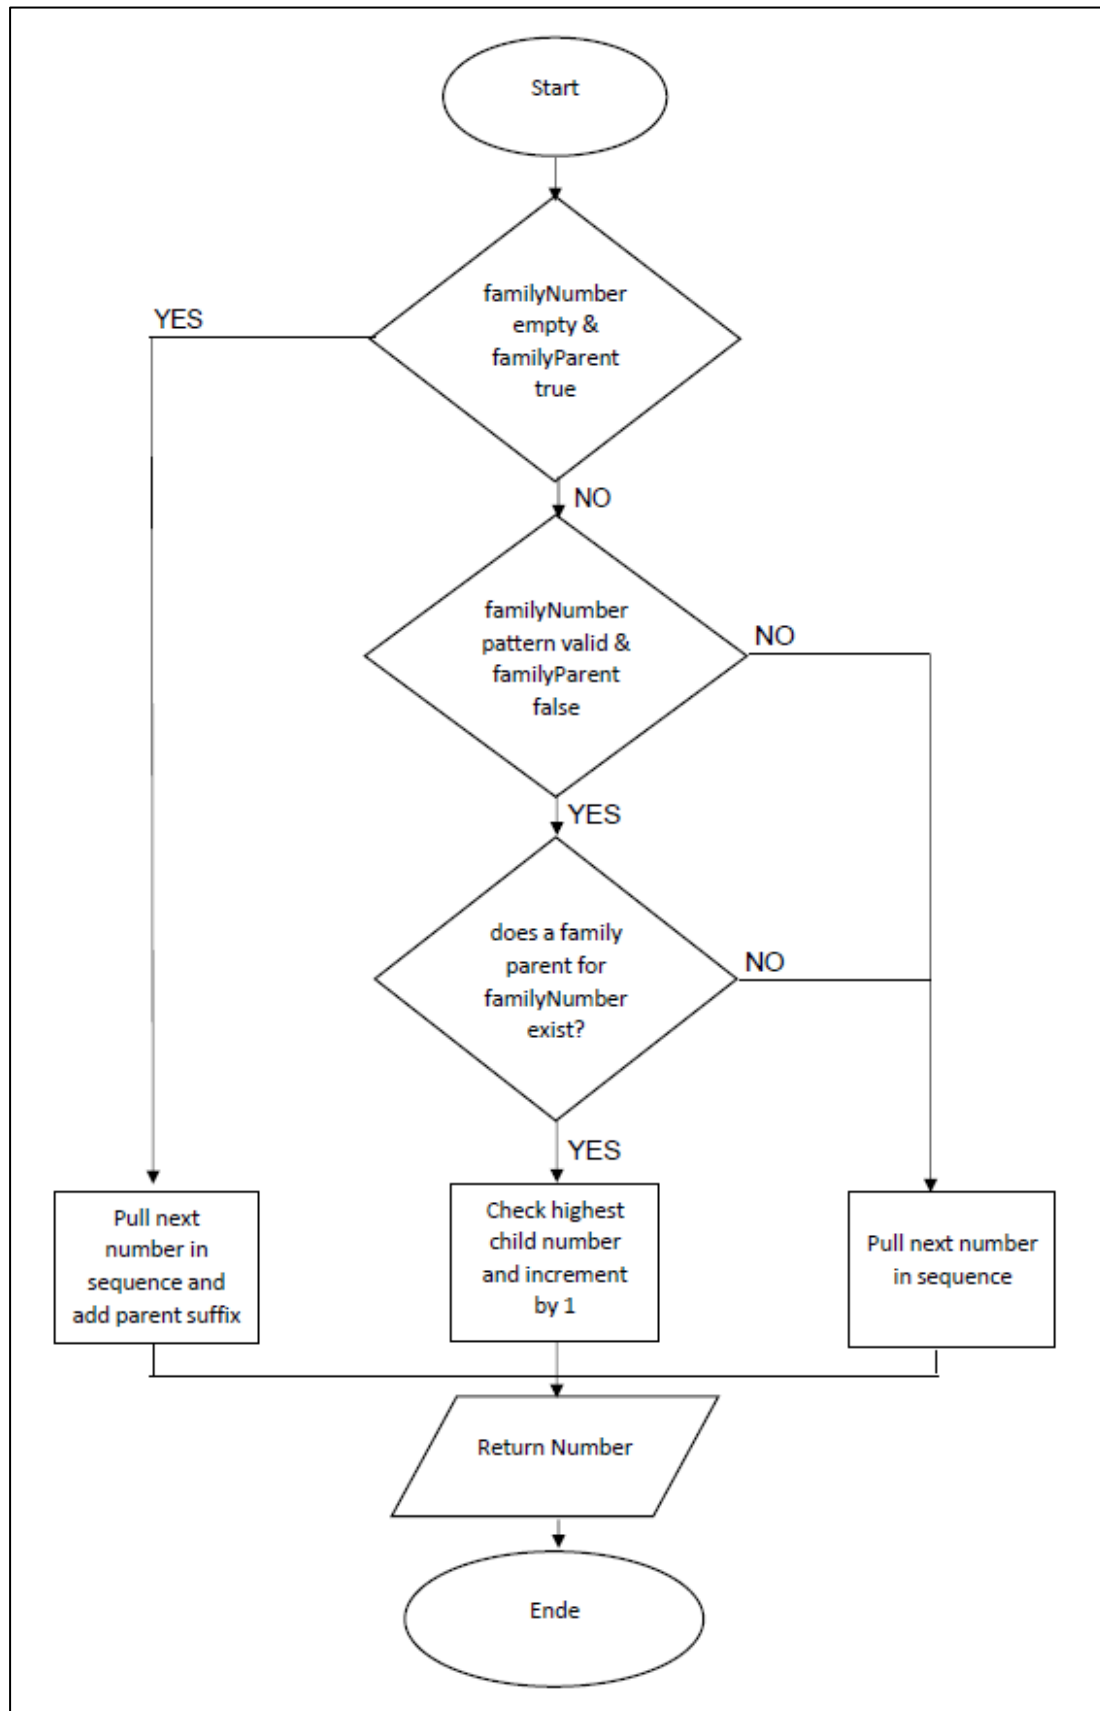 Start
familyNumber
empty &
familyParent
true
YES
NO
familyNumber
pattern valid &
familyParent
false
NO
YES
does a family
parent for
familyNumber
exist?
NO
YES
Pull next
number in
sequence and
add parent suffix
Check highest
child number
and increment
by 1
Pull next number
in sequence
Return Number
Ende